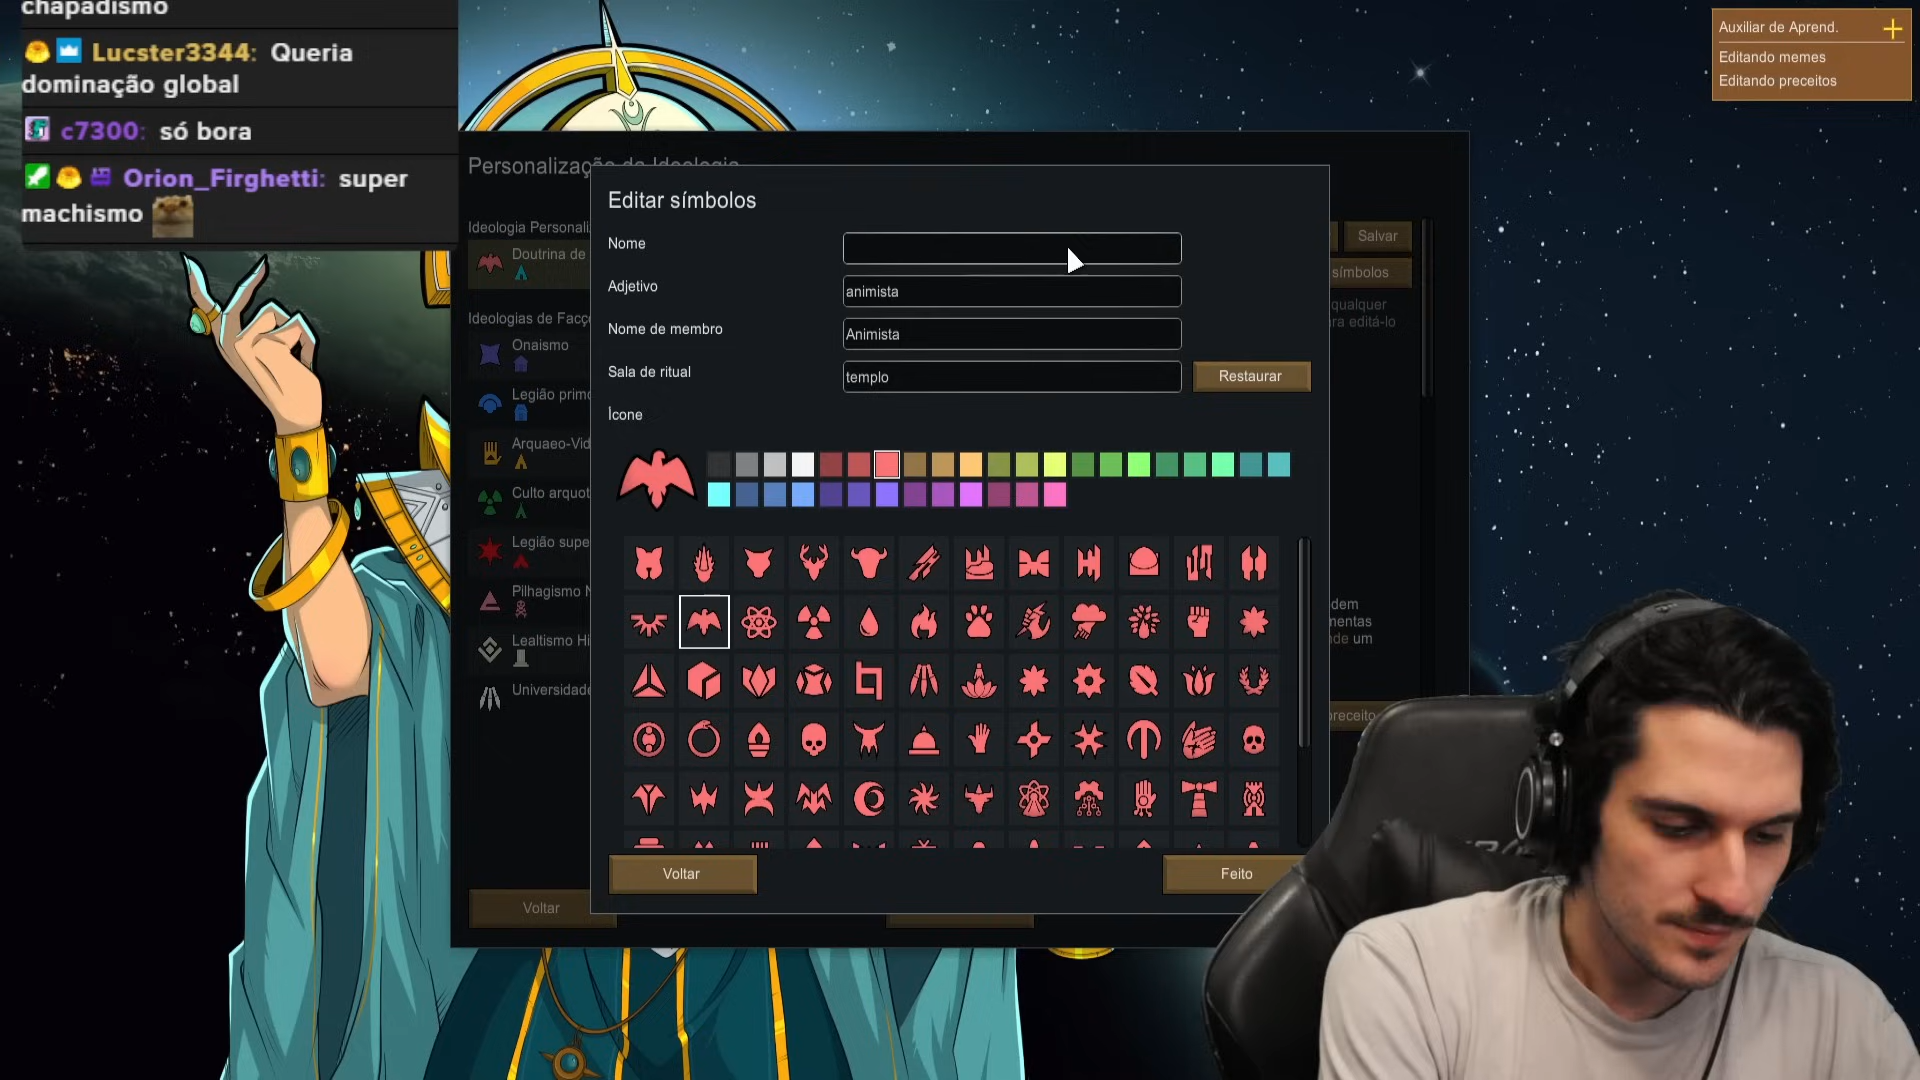 chapadismo
Lucster3344: Queria
dominação global
c7300: só bora
Orion_Firghetti: super
machismo
Auxiliar de Aprend.
Editando memes
Editando preceitos
Personalização da Ideologia
Editar símbolos
Nome
Adjetivo
animista
Nome de membro
Animista
Sala de ritual
templo
Restaurar
Ícone
Ideologia Personali
Doutrina de
Ideologias de Facç
Onaismo
Legião primo
Arquaeo-Vid
Culto arquot
Legião supe
Pilhagismo N
Lealtismo Hi
Universidade
Salvar
símbolos
qualquer
ra editá-lo
dem
mentas
de um
preceito
Voltar
Feito
Voltar